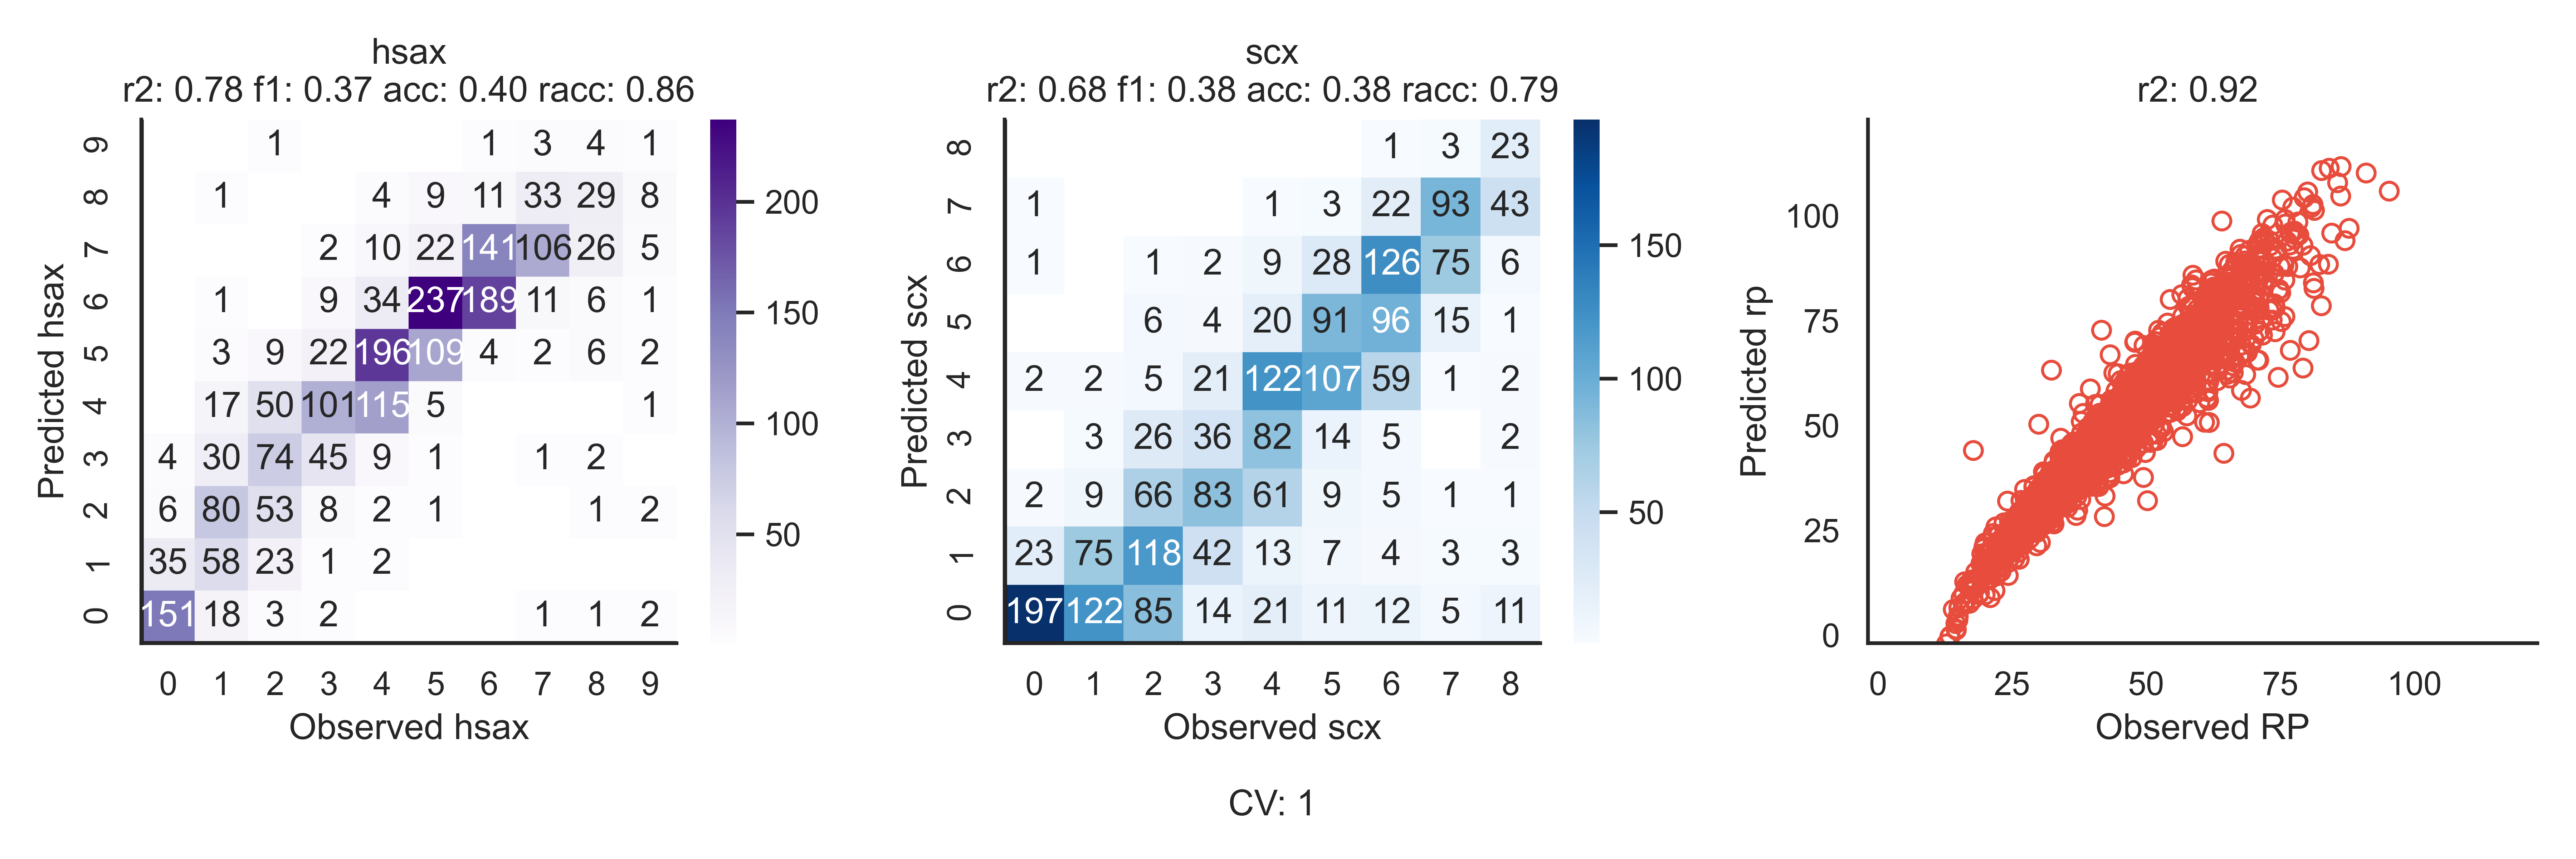 hsax
r2: 0.78 f1: 0.37 acc: 0.40 racc: 0.86
Predicted hsax
9 1 1 3 4 1
8 1 4 9 11 33 29 8
7 2 10 22 141 106 26 5
6 1 9 34 237 189 11 6 1
5 3 9 22 196 109 4 2 6 2
4 17 50 101 115 5 1
3 4 30 74 45 9 1 1 2
2 6 80 53 8 2 1 1 2
1 35 58 23 1 2
0 151 18 3 2 1 1 2
0 1 2 3 4 5 6 7 8 9
Observed hsax
200
150
100
50
scx
r2: 0.68 f1: 0.38 acc: 0.38 racc: 0.79
Predicted scx
8 1 3 23
7 1 1 3 22 93 43
6 1 1 2 9 28 126 75 6
5 6 4 20 91 96 15 1
4 2 2 5 21 122 107 59 1 2
3 3 26 36 82 14 5 2
2 2 9 66 83 61 9 5 1 1
1 23 75 118 42 13 7 4 3 3
0 197 122 85 14 21 11 12 5 11
0 1 2 3 4 5 6 7 8
Observed scx
150
100
50
r2: 0.92
Predicted rp
100
75
50
25
0
0 25 50 75 100
Observed RP
CV: 1